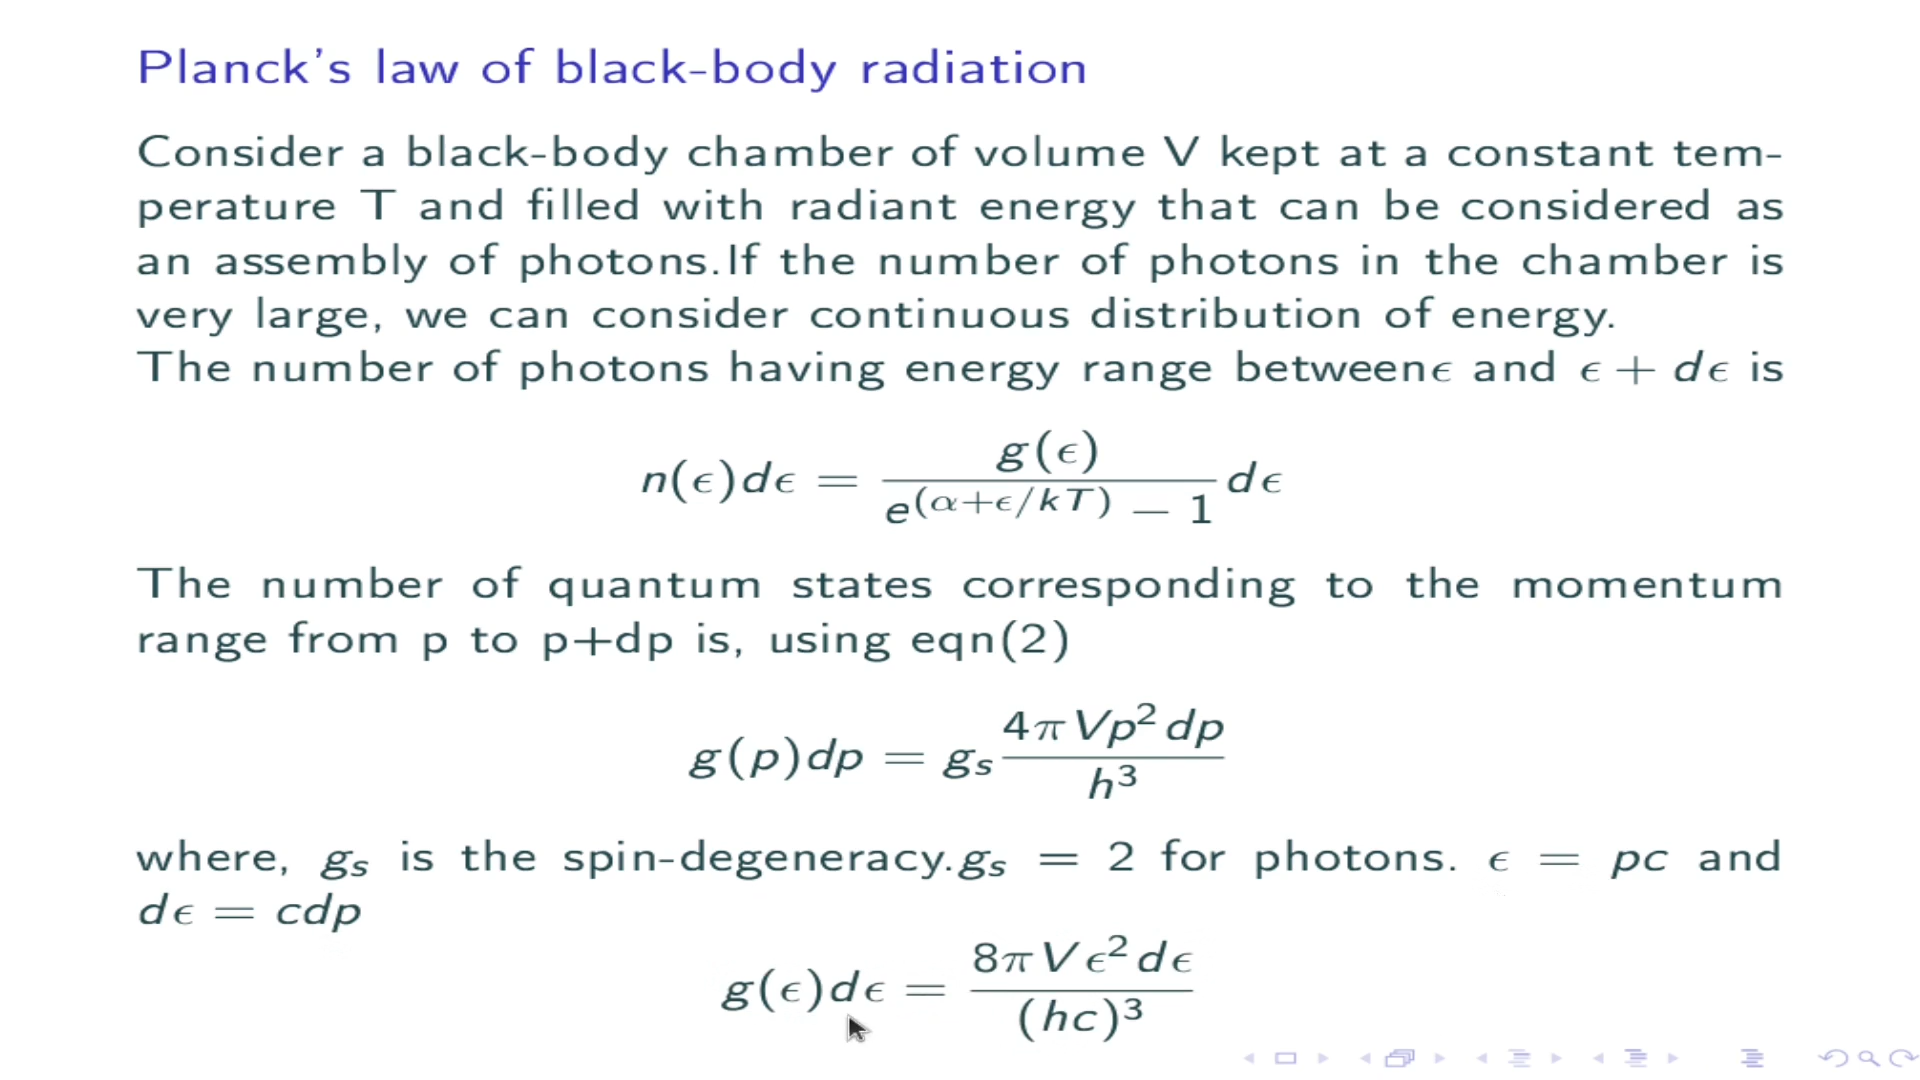 Planck's law of black-body radiation
Consider a black-body chamber of volume V kept at a constant tem-
perature T and filled with radiant energy that can be considered as
an assembly of photons.If the number of photons in the chamber is
very large, we can consider continuous distribution of energy.
The number of photons having energy range betweenϵ and ϵ + dϵ is
n(ϵ)dϵ = g(ϵ) / (e^(α+ϵ/kT) − 1) dϵ
The number of quantum states corresponding to the momentum
range from p to p+dp is, using eqn(2)
g(p)dp = g_s 4πVp²dp / h³
where, g_s is the spin-degeneracy.g_s = 2 for photons. ϵ = pc and
dϵ = cdp
g(ϵ)dϵ = 8πVϵ²dϵ / (hc)³